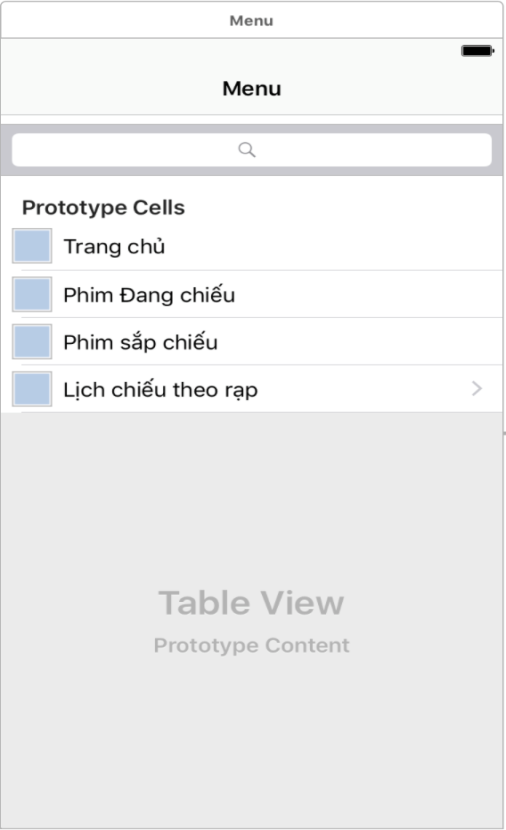 Menu
Menu
Prototype Cells
Trang chủ
Phim Đang chiếu
Phim sắp chiếu
Lịch chiếu theo rạp
Table View
Prototype Content